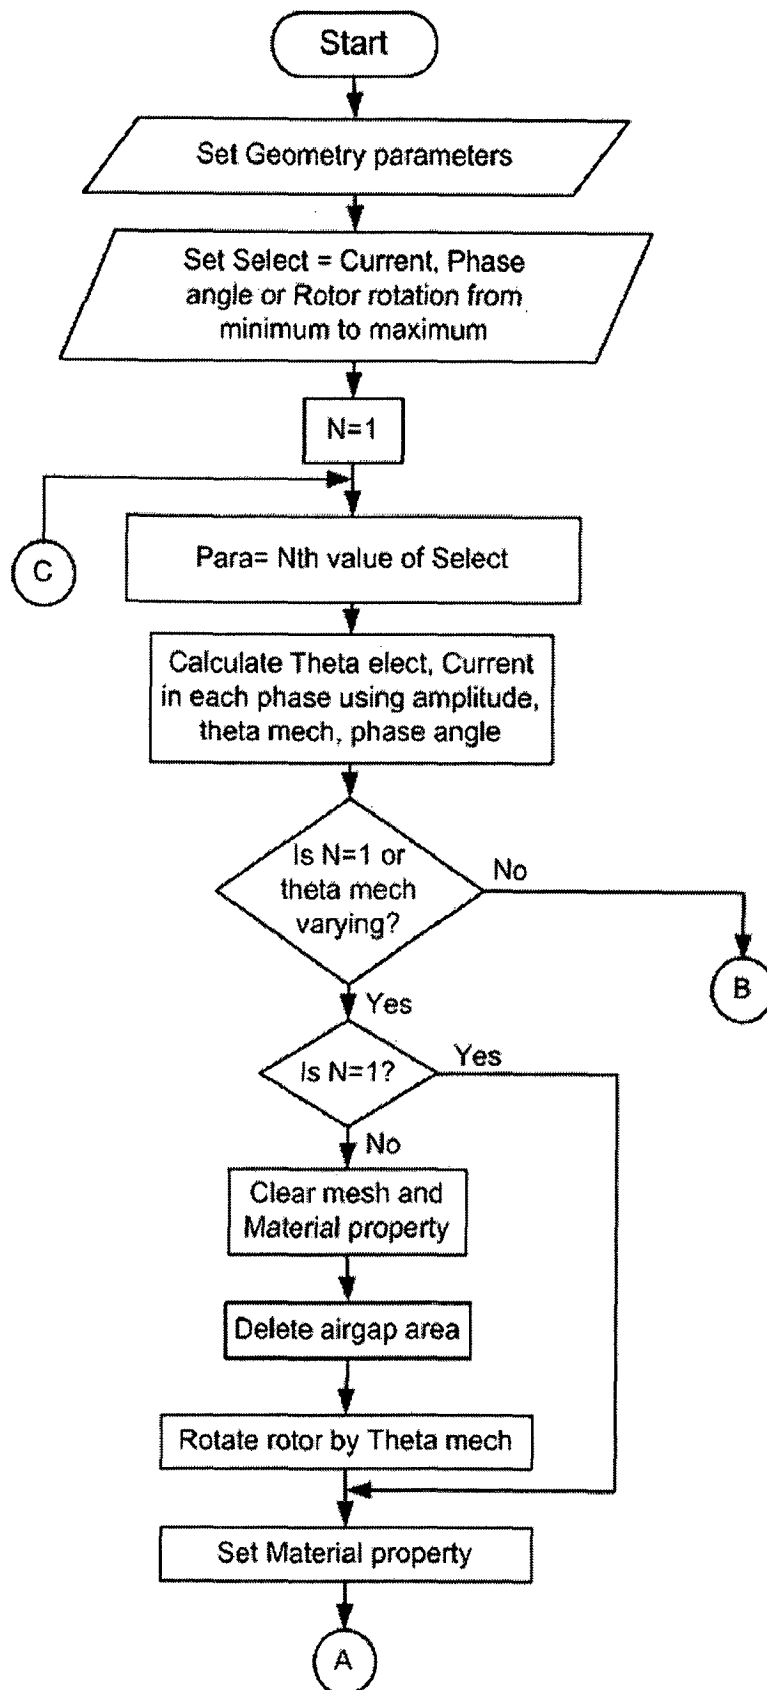 Start
Set Geometry parameters
Set Select = Current, Phase
angle or Rotor rotation from
minimum to maximum
N=1
C
Para= Nth value of Select
Calculate Theta elect, Current
in each phase using amplitude,
theta mech, phase angle
Is N=1 or
theta mech
varying?
No
B
Yes
Is N=1?
Yes
No
Clear mesh and
Material property
Delete airgap area
Rotate rotor by Theta mech
Set Material property
A